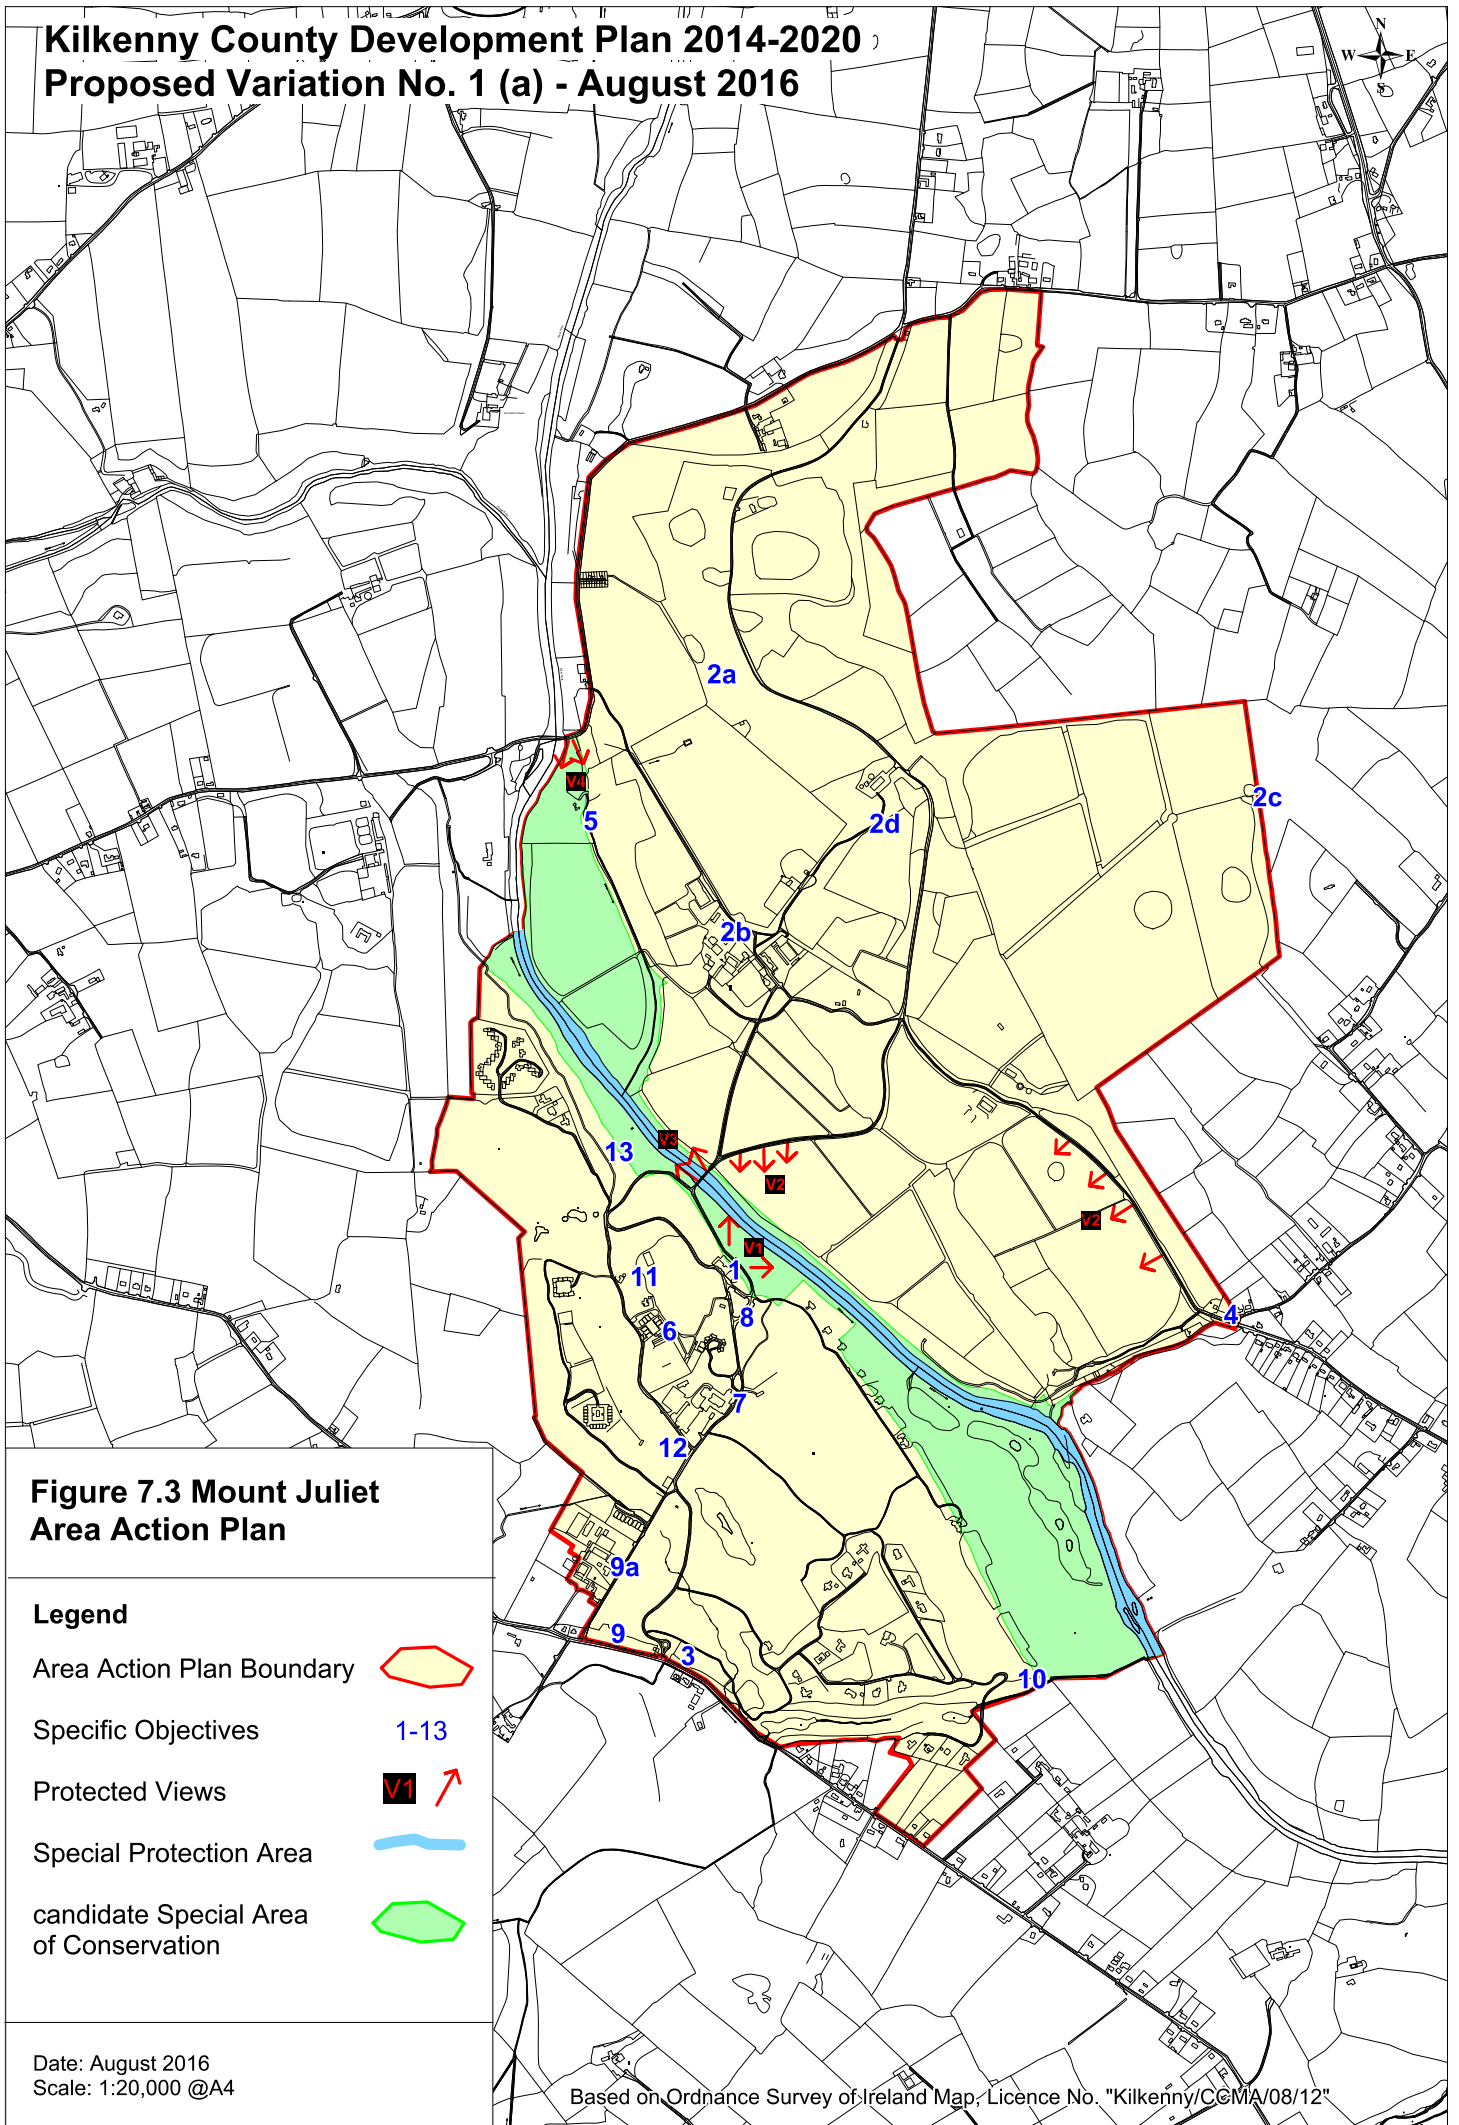 Kilkenny County Development Plan 2014-2020
Proposed Variation No. 1 (a) - August 2016
N
W E
S
2a
2c
V4
5
2d
2b
V3
13
V2
V2
V1
1
11
8
4
6
7
12
9a
9
3
10
Figure 7.3 Mount Juliet
Area Action Plan
Legend
Area Action Plan Boundary
Specific Objectives 1-13
Protected Views V1
Special Protection Area
candidate Special Area
of Conservation
Date: August 2016
Scale: 1:20,000 @A4
Based on Ordnance Survey of Ireland Map, Licence No. "Kilkenny/CCMA/08/12"